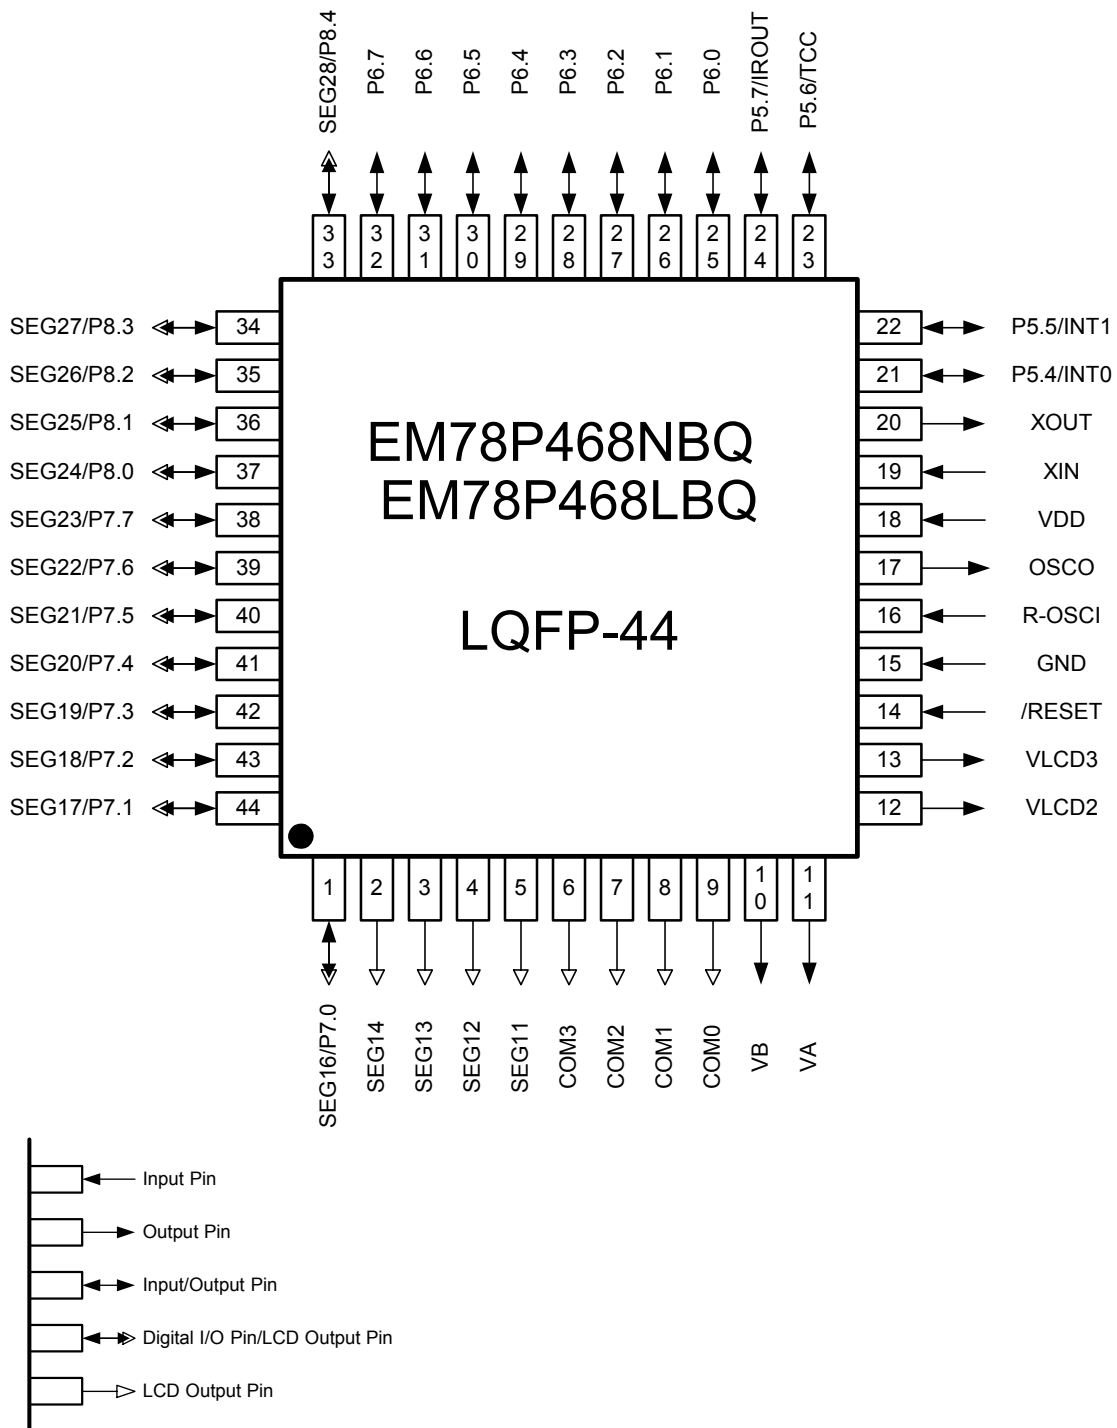 SEG28/P8.4
P6.7
P6.6
P6.5
P6.4
P6.3
P6.2
P6.1
P6.0
P5.7/IROUT
P5.6/TCC
33
32
31
30
29
28
27
26
25
24
23
SEG27/P8.3 34
22 P5.5/INT1
SEG26/P8.2 35
21 P5.4/INT0
SEG25/P8.1 36
20 XOUT
SEG24/P8.0 37
19 XIN
SEG23/P7.7 38
18 VDD
SEG22/P7.6 39
17 OSCO
SEG21/P7.5 40
16 R-OSCI
SEG20/P7.4 41
15 GND
SEG19/P7.3 42
14 /RESET
SEG18/P7.2 43
13 VLCD3
SEG17/P7.1 44
12 VLCD2
EM78P468NBQ
EM78P468LBQ
LQFP-44
1
2
3
4
5
6
7
8
9
10
11
SEG16/P7.0
SEG14
SEG13
SEG12
SEG11
COM3
COM2
COM1
COM0
VB
VA
Input Pin
Output Pin
Input/Output Pin
Digital I/O Pin/LCD Output Pin
LCD Output Pin